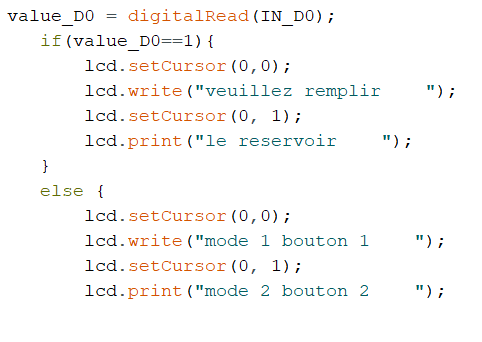 value_D0 = digitalRead(IN_D0);
   if(value_D0==1){
       lcd.setCursor(0,0);
       lcd.write("veuillez remplir    ");
       lcd.setCursor(0, 1);
       lcd.print("le reservoir    ");
   }
   else {
       lcd.setCursor(0,0);
       lcd.write("mode 1 bouton 1    ");
       lcd.setCursor(0, 1);
       lcd.print("mode 2 bouton 2    ");